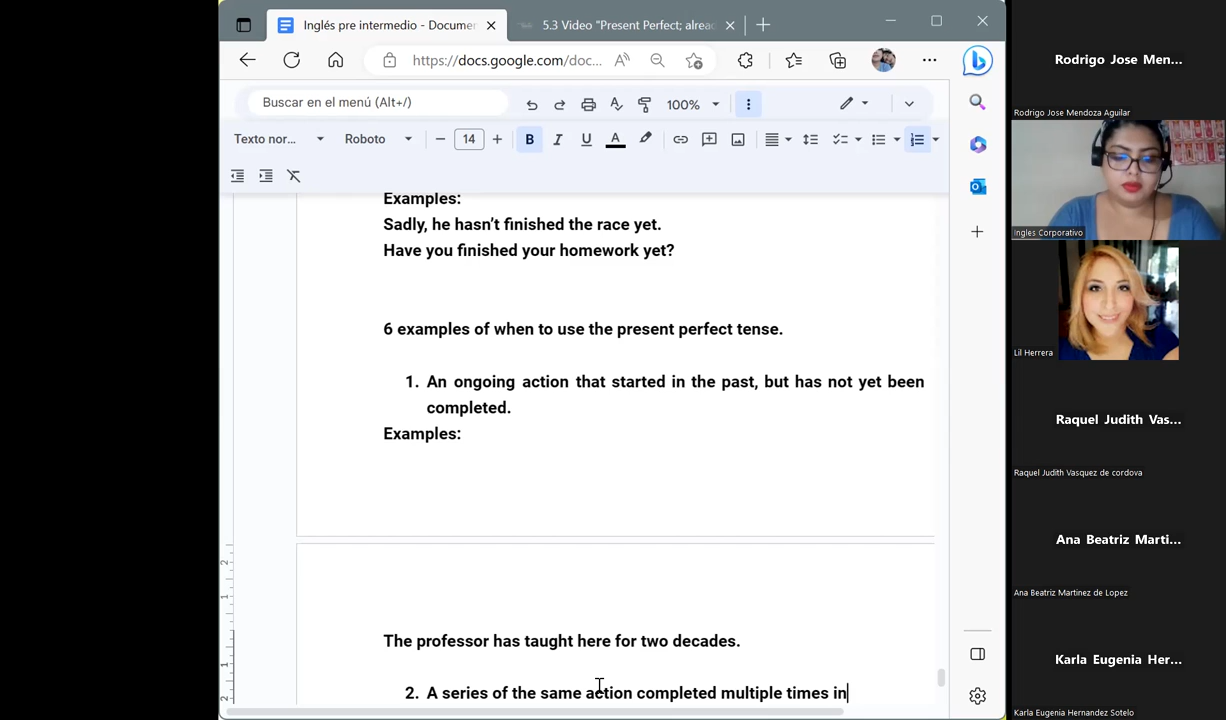 Inglés pre intermedio - Documen
5.3 Video "Present Perfect; alrea
https://docs.google.com/doc...
Buscar en el menú (Alt+/)
100%
Texto nor...
Roboto
14
B I U A
Examples:
Sadly, he hasn't finished the race yet.
Have you finished your homework yet?
6 examples of when to use the present perfect tense.
1. An ongoing action that started in the past, but has not yet been
completed.
Examples:
The professor has taught here for two decades.
2. A series of the same action completed multiple times in
Rodrigo Jose Men...
Rodrigo Jose Mendoza Aguilar
Ingles Corporativo
Lil Herrera
Raquel Judith Vas...
Raquel Judith Vasquez de cordova
Ana Beatriz Marti...
Ana Beatriz Martinez de Lopez
Karla Eugenia Her...
Karla Eugenia Hernandez Sotelo